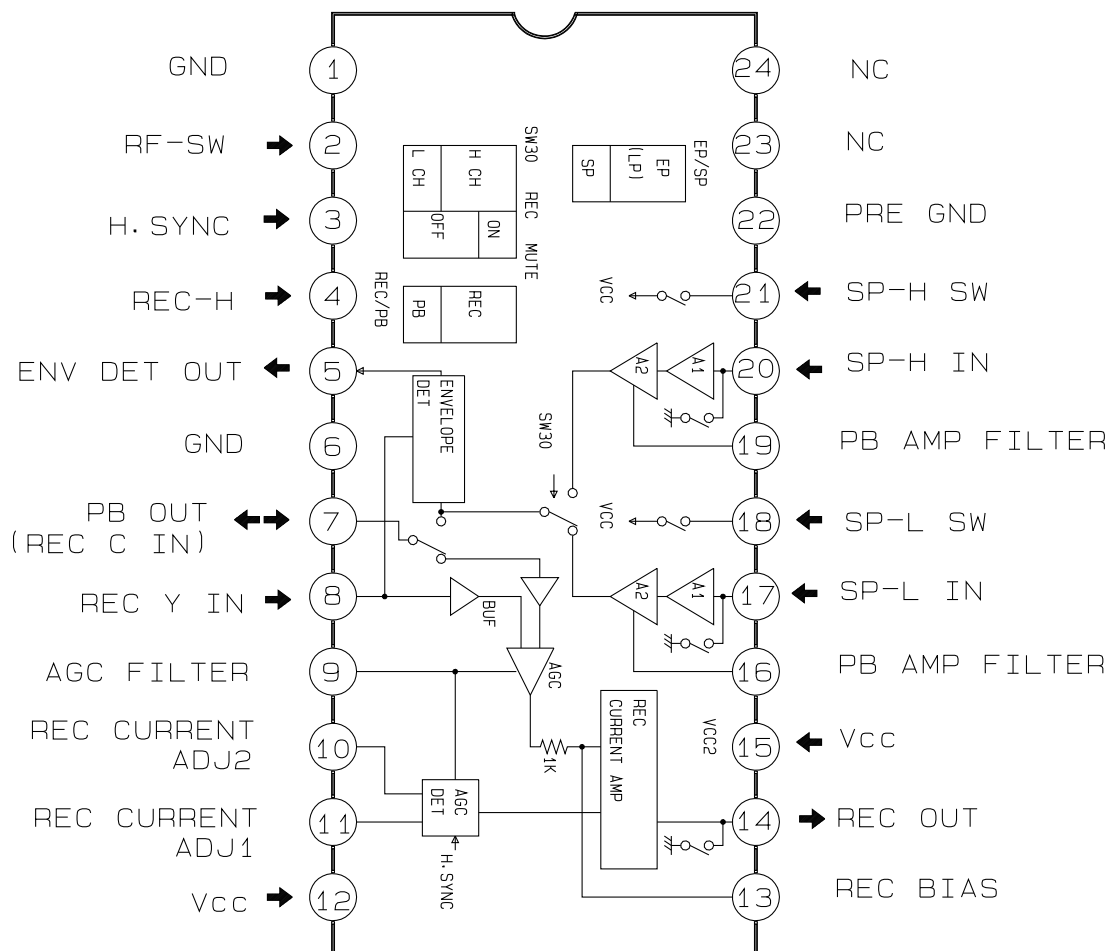 GND
1
RF-SW
2
H.SYNC
3
REC-H
4
ENV DET OUT
5
GND
6
PB OUT
(REC C IN)
7
REC Y IN
8
AGC FILTER
9
REC CURRENT
ADJ2
10
REC CURRENT
ADJ1
11
Vcc
12
24
NC
23
NC
22
PRE GND
21
SP-H SW
20
SP-H IN
19
PB AMP FILTER
18
SP-L SW
17
SP-L IN
16
PB AMP FILTER
15
Vcc
14
REC OUT
13
REC BIAS
SW30 REC MUTE
H CH
L CH
ON
OFF
EP/SP
EP
(LP)
SP
REC/PB
REC
PB
VCC
A2
A1
ENVELOPE
DET
SW30
VCC
A2
A1
BUF
AGC
1K
REC
CURRENT AMP
VCC2
AGC
DET
H.SYNC